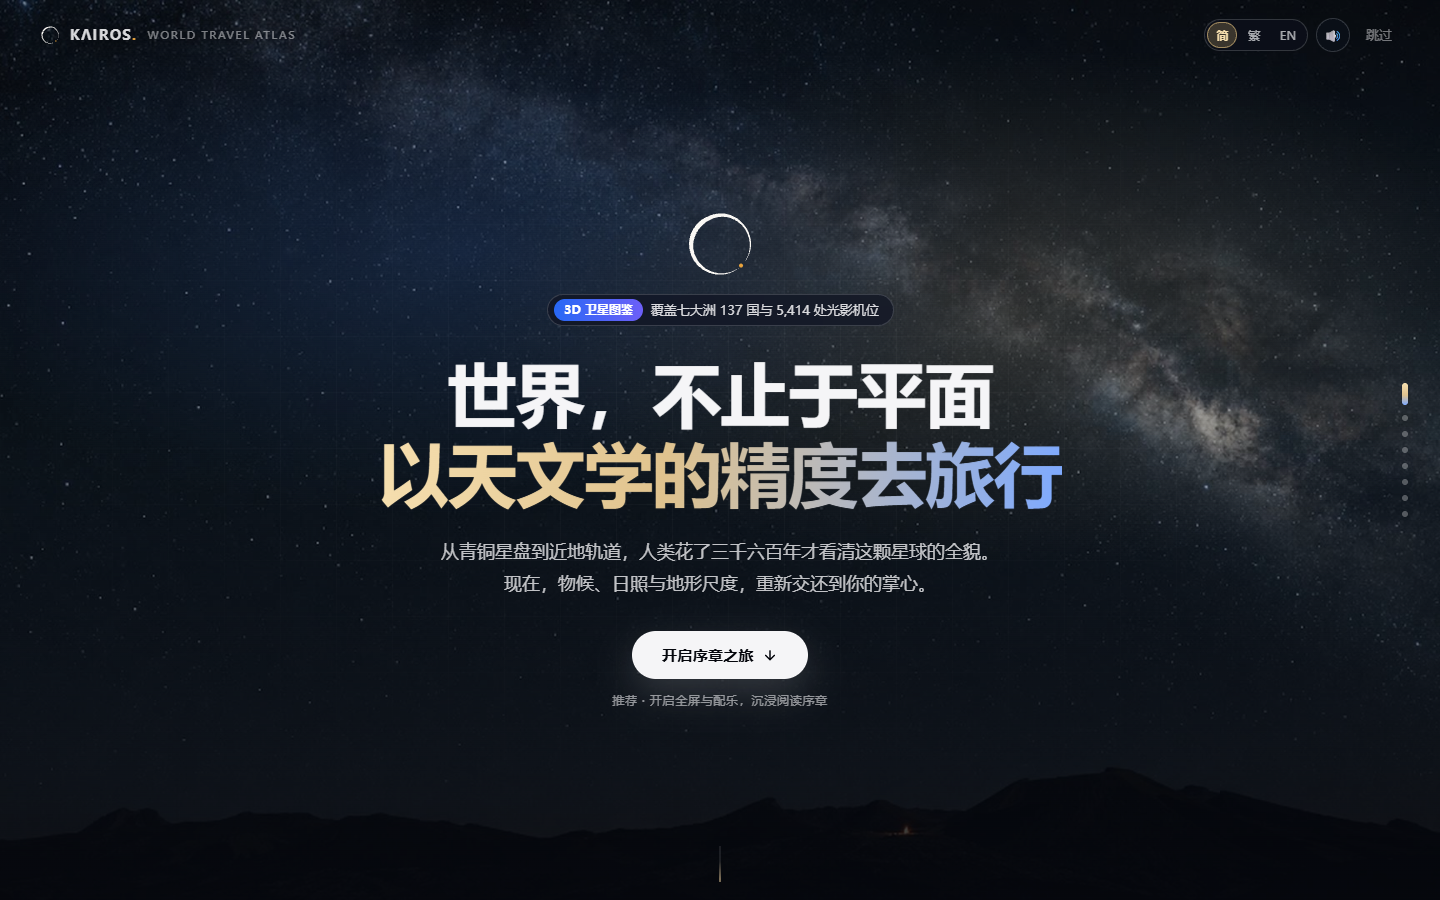 KΛIROS. WORLD TRAVEL ATLAS
简 繁 EN 跳过
3D 卫星图鉴 覆盖七大洲 137 国与 5,414 处光影机位
世界，不止于平面
以天文学的精度去旅行
从青铜星盘到近地轨道，人类花了三千六百年才看清这颗星球的全貌。
现在，物候、日照与地形尺度，重新交还到你的掌心。
开启序章之旅 ↓
推荐 · 开启全屏与配乐，沉浸阅读序章